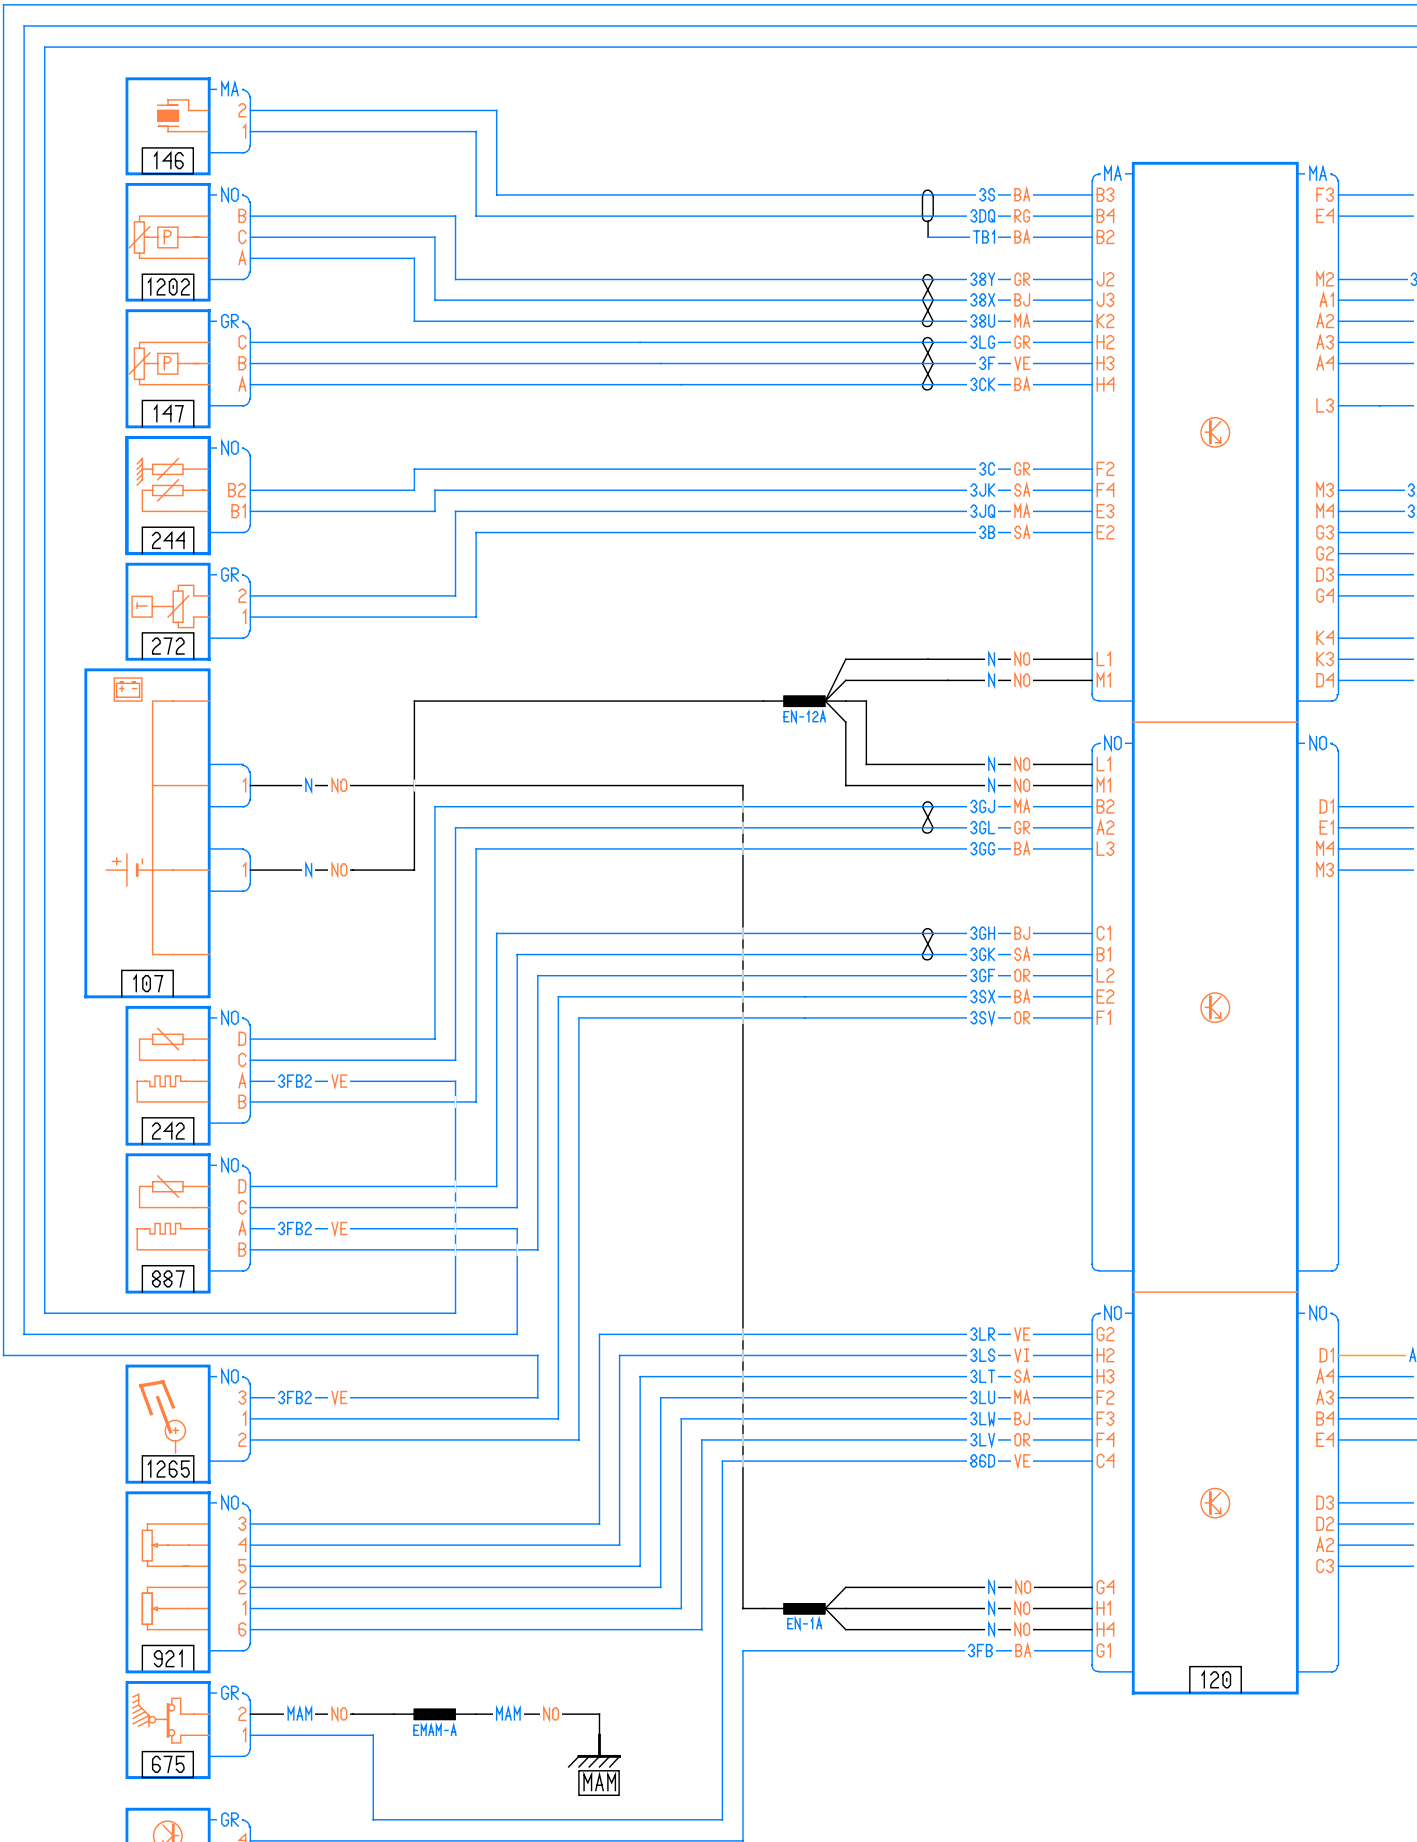 MA
2
1
146
NO
B
C
A
P
1202
GR
C
B
A
P
147
NO
B2
B1
244
GR
2
1
T
272
1 N NO
+ -
1 N NO
107
NO
D
C
A 3FB2 VE
B
242
NO
D
C
A 3FB2 VE
B
887
NO
3 3FB2 VE
1
2
1265
NO
3
4
5
2
1
6
921
GR
2 MAM NO EMAM-A MAM NO
1
675
MAM
GR
4
MA
3S BA B3
3DQ RG B4
TB1 BA B2
38Y GR J2
38X BJ J3
38U MA K2
3LG GR H2
3F VE H3
3CK BA H4
3C GR F2
3JK SA F4
3JQ MA E3
3B SA E2
N NO L1
N NO M1
EN-12A
NO
N NO L1
N NO M1
3GJ MA B2
3GL GR A2
3GG BA L3
3GH BJ C1
3GK SA B1
3GF OR L2
3SX BA E2
3SV OR F1
NO
3LR VE G2
3LS VI H2
3LT SA H3
3LU MA F2
3LW BJ F3
3LV OR F4
86D VE C4
N NO G4
N NO H1
N NO H4
EN-1A
3FB BA G1
120
MA
F3
E4
M2 3
A1
A2
A3
A4
L3
M3 3
M4 3
G3
G2
D3
G4
K4
K3
D4
NO
D1
E1
M4
M3
NO
D1 A
A4
A3
B4
E4
D3
D2
A2
C3